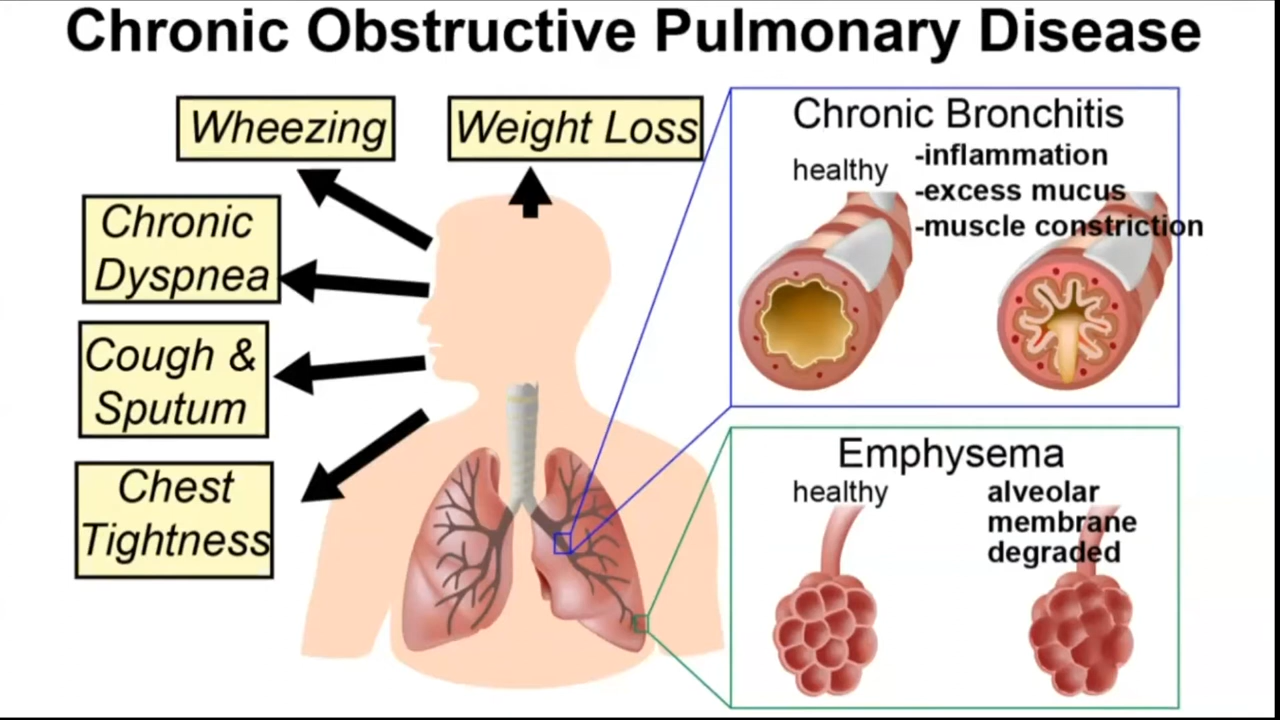 Chronic Obstructive Pulmonary Disease
Wheezing
Weight Loss
Chronic
Dyspnea
Cough &
Sputum
Chest
Tightness
Chronic Bronchitis
healthy
-inflammation
-excess mucus
-muscle constriction
Emphysema
healthy
alveolar
membrane
degraded